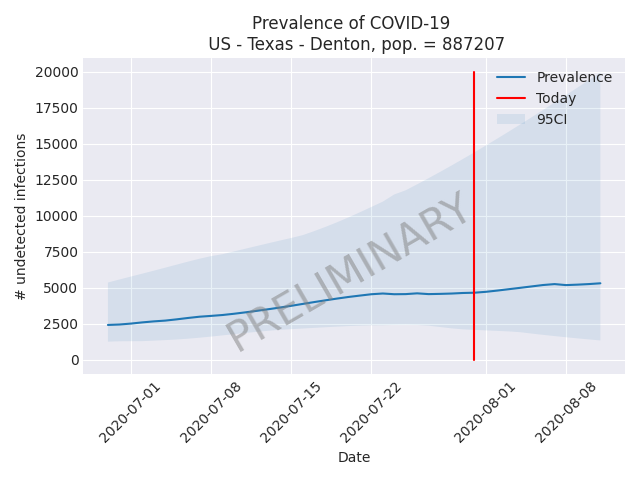 Prevalence of COVID-19
US - Texas - Denton, pop. = 887207
# undetected infections
20000
17500
15000
12500
10000
7500
5000
2500
0
Prevalence
Today
95CI
PRELIMINARY
2020-07-01
2020-07-08
2020-07-15
2020-07-22
2020-08-01
2020-08-08
Date